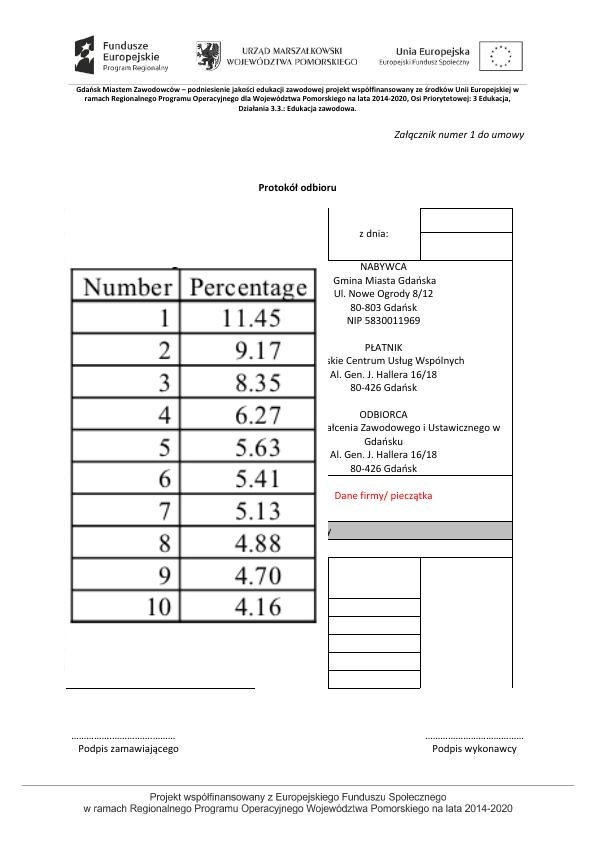 Fundusze
Europejskie
Program Regionalny
URZĄD MARSZAŁKOWSKI
WOJEWÓDZTWA POMORSKIEGO
Unia Europejska
Europejski Fundusz Społeczny
Gdańsk Miastem Zawodowców – podniesienie jakości edukacji zawodowej projekt współfinansowany ze środków Unii Europejskiej w
ramach Regionalnego Programu Operacyjnego dla Województwa Pomorskiego na lata 2014-2020, Osi Priorytetowej: 3 Edukacja,
Działania 3.3.: Edukacja zawodowa.
Załącznik numer 1 do umowy
Protokół odbioru
z dnia:
NABYWCA
Gmina Miasta Gdańska
Ul. Nowe Ogrody 8/12
80-803 Gdańsk
NIP 5830011969
PŁATNIK
skie Centrum Usług Wspólnych
Al. Gen. J. Hallera 16/18
80-426 Gdańsk
ODBIORCA
ałcenia Zawodowego i Ustawicznego w
Gdańsku
Al. Gen. J. Hallera 16/18
80-426 Gdańsk
Dane firmy/ pieczątka
y
Number Percentage
1 11.45
2 9.17
3 8.35
4 6.27
5 5.63
6 5.41
7 5.13
8 4.88
9 4.70
10 4.16
........................................ ........................................
Podpis zamawiającego Podpis wykonawcy
Projekt współfinansowany z Europejskiego Funduszu Społecznego
w ramach Regionalnego Programu Operacyjnego Województwa Pomorskiego na lata 2014-2020